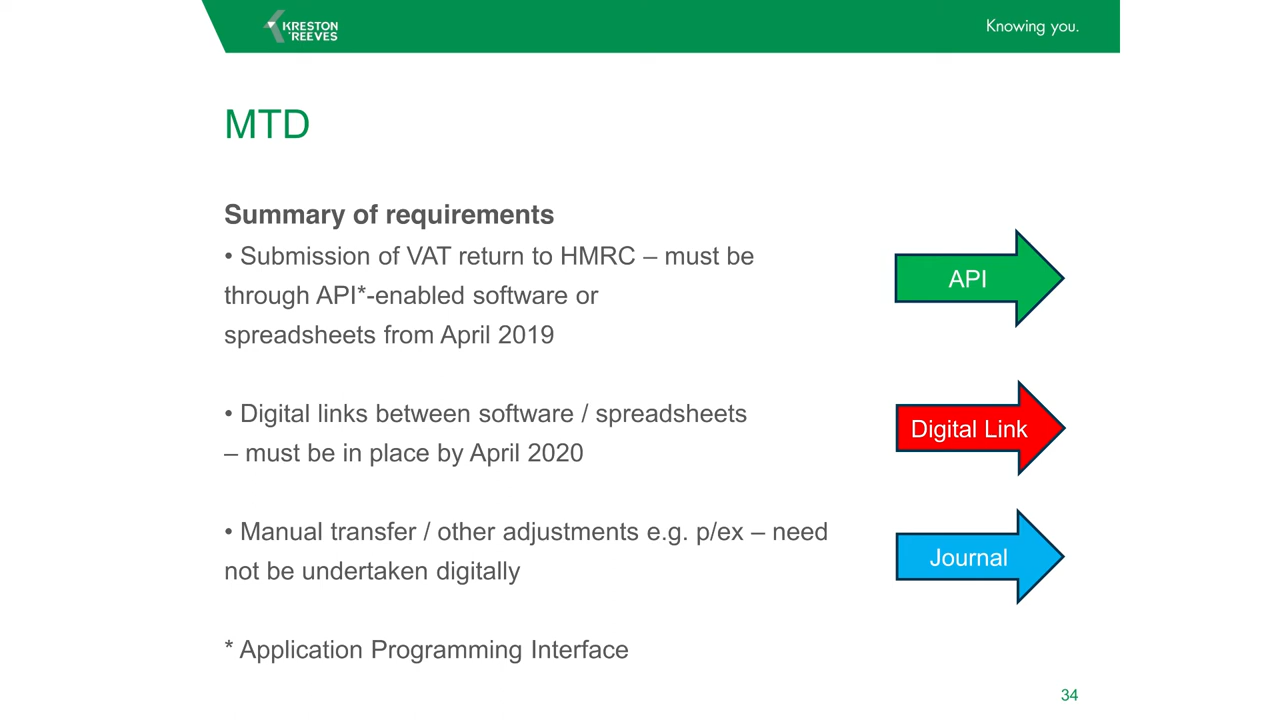 KRESTON
REEVES
Knowing you.
MTD
Summary of requirements
• Submission of VAT return to HMRC – must be
through API*-enabled software or
spreadsheets from April 2019
API
• Digital links between software / spreadsheets
– must be in place by April 2020
Digital Link
• Manual transfer / other adjustments e.g. p/ex – need
not be undertaken digitally
Journal
* Application Programming Interface
34